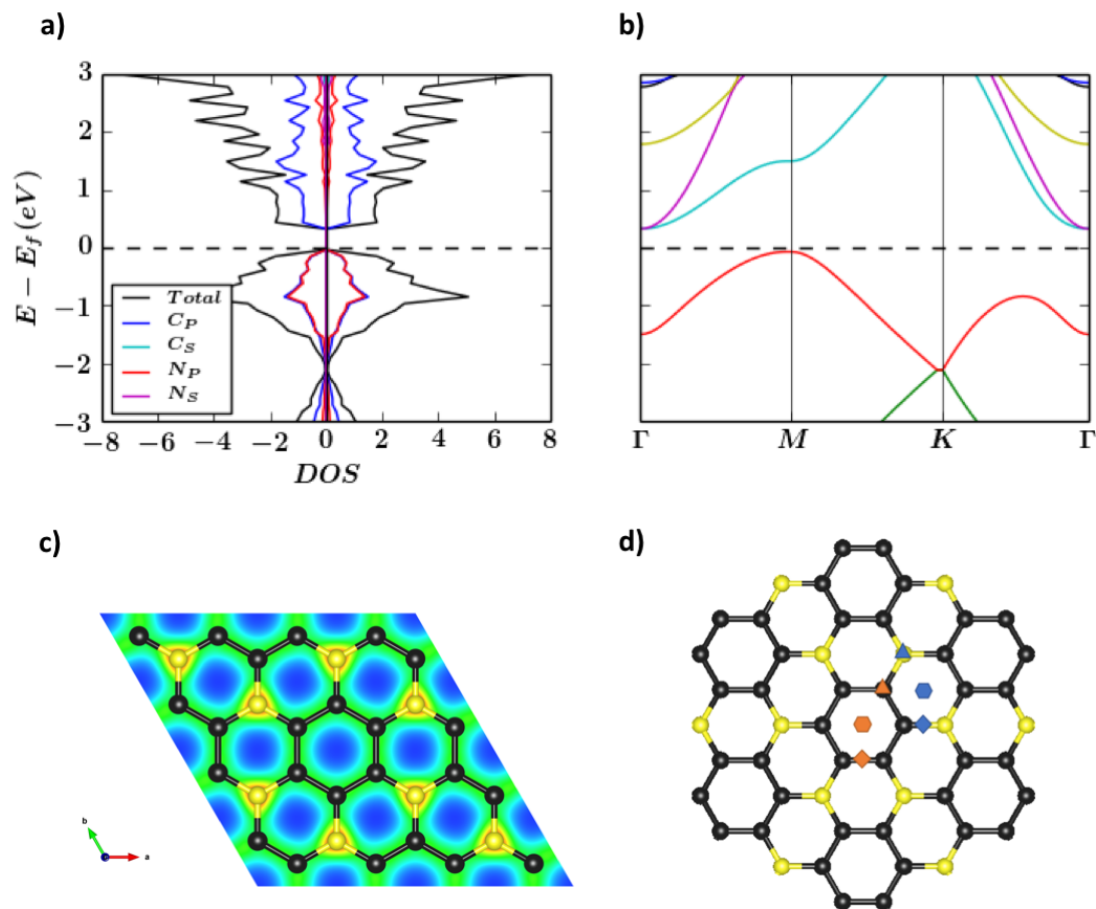 a)
b)
E − E_f (eV)
3
2
1
0
−1
−2
−3
Total
C_P
C_S
N_P
N_S
−8 −6 −4 −2 0 2 4 6 8
DOS
Γ M K Γ
c)
d)
b
a